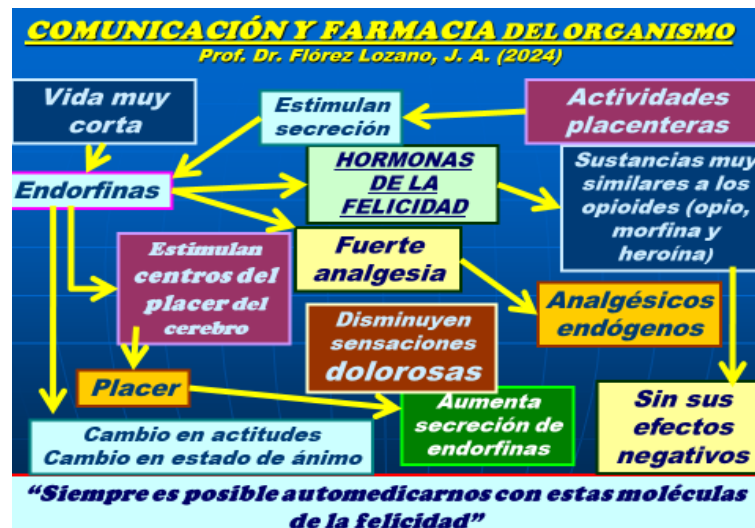 COMUNICACIÓN Y FARMACIA DEL ORGANISMO
Prof. Dr. Flórez Lozano, J. A. (2024)
Vida muy
corta
Estimulan
secreción
Actividades
placenteras
Endorfinas
HORMONAS
DE LA
FELICIDAD
Sustancias muy
similares a los
opioides (opio,
morfina y
heroína)
Estimulan
centros del
placer del
cerebro
Fuerte
analgesia
Analgésicos
endógenos
Disminuyen
sensaciones
dolorosas
Placer
Aumenta
secreción de
endorfinas
Sin sus
efectos
negativos
Cambio en actitudes
Cambio en estado de ánimo
“Siempre es posible automedicarnos con estas moléculas
de la felicidad”